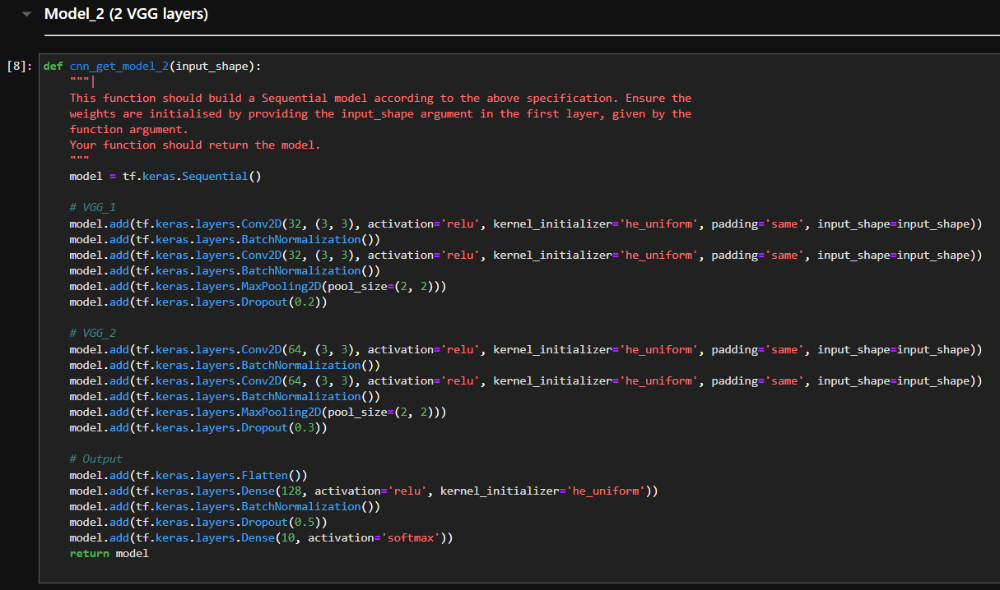 Model_2 (2 VGG layers)
[8]: def cnn_get_model_2(input_shape):
    """
    This function should build a Sequential model according to the above specification. Ensure the
    weights are initialised by providing the input_shape argument in the first layer, given by the
    function argument.
    Your function should return the model.
    """
    model = tf.keras.Sequential()
    # VGG_1
    model.add(tf.keras.layers.Conv2D(32, (3, 3), activation='relu', kernel_initializer='he_uniform', padding='same', input_shape=input_shape))
    model.add(tf.keras.layers.BatchNormalization())
    model.add(tf.keras.layers.Conv2D(32, (3, 3), activation='relu', kernel_initializer='he_uniform', padding='same', input_shape=input_shape))
    model.add(tf.keras.layers.BatchNormalization())
    model.add(tf.keras.layers.MaxPooling2D(pool_size=(2, 2)))
    model.add(tf.keras.layers.Dropout(0.2))
    # VGG_2
    model.add(tf.keras.layers.Conv2D(64, (3, 3), activation='relu', kernel_initializer='he_uniform', padding='same', input_shape=input_shape))
    model.add(tf.keras.layers.BatchNormalization())
    model.add(tf.keras.layers.Conv2D(64, (3, 3), activation='relu', kernel_initializer='he_uniform', padding='same', input_shape=input_shape))
    model.add(tf.keras.layers.BatchNormalization())
    model.add(tf.keras.layers.MaxPooling2D(pool_size=(2, 2)))
    model.add(tf.keras.layers.Dropout(0.3))
    # Output
    model.add(tf.keras.layers.Flatten())
    model.add(tf.keras.layers.Dense(128, activation='relu', kernel_initializer='he_uniform'))
    model.add(tf.keras.layers.BatchNormalization())
    model.add(tf.keras.layers.Dropout(0.5))
    model.add(tf.keras.layers.Dense(10, activation='softmax'))
    return model